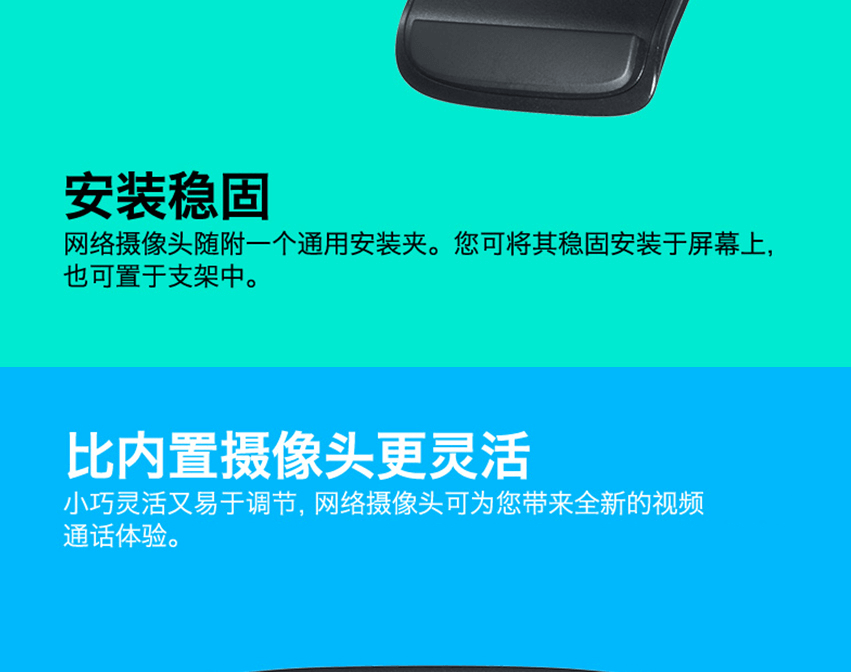 安装稳固
网络摄像头随附一个通用安装夹。您可将其稳固安装于屏幕上,
也可置于支架中。
比内置摄像头更灵活
小巧灵活又易于调节, 网络摄像头可为您带来全新的视频
通话体验。